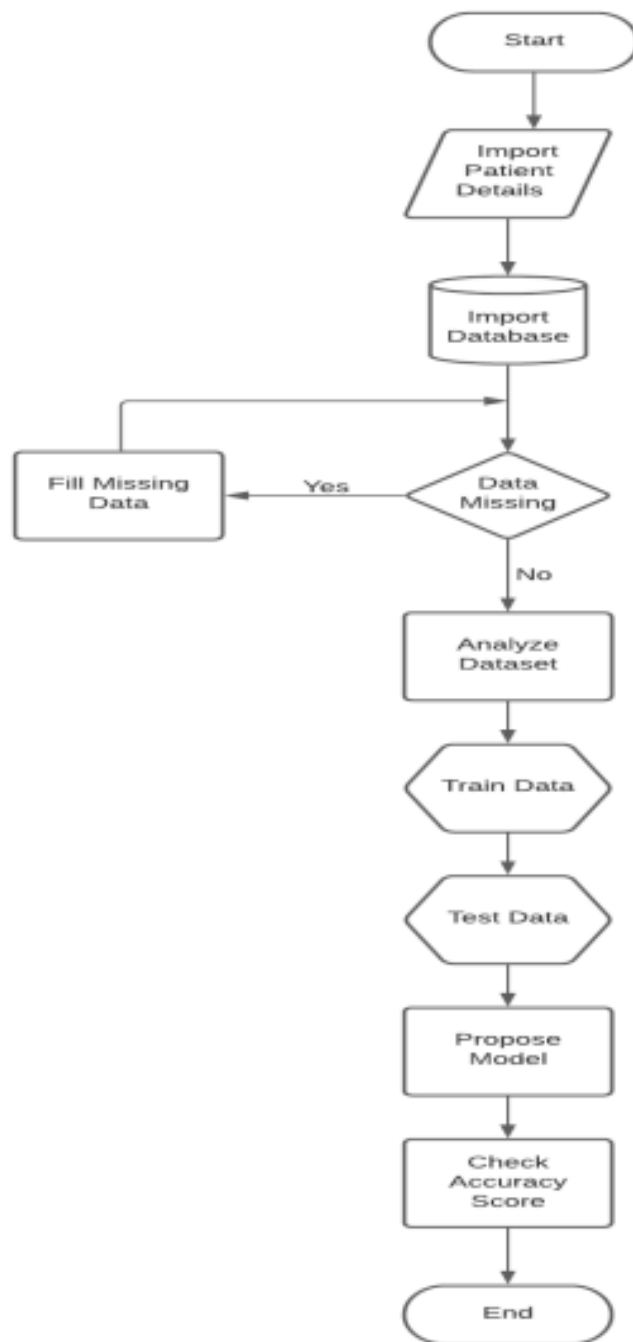 Start
Import
Patient
Details
Import
Database
Fill Missing
Data
Yes
Data
Missing
No
Analyze
Dataset
Train Data
Test Data
Propose
Model
Check
Accuracy
Score
End